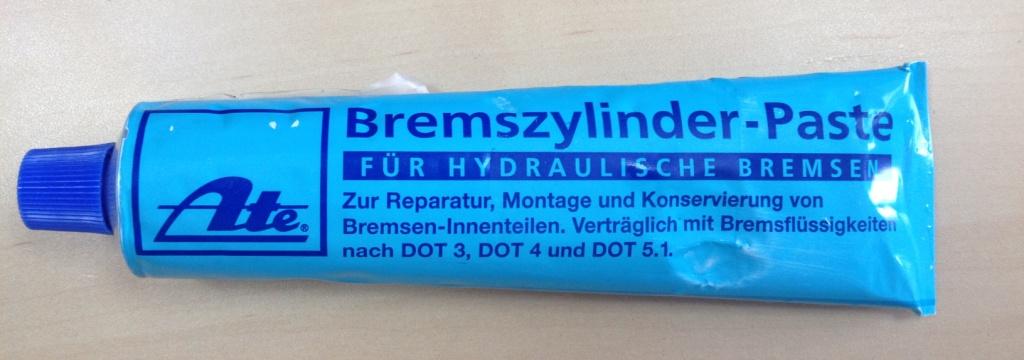 Ate®
Bremszylinder-Paste
FÜR HYDRAULISCHE BREMSEN
Zur Reparatur, Montage und Konservierung von
Bremsen-Innenteilen. Verträglich mit Bremsflüssigkeiten
nach DOT 3, DOT 4 und DOT 5.1.